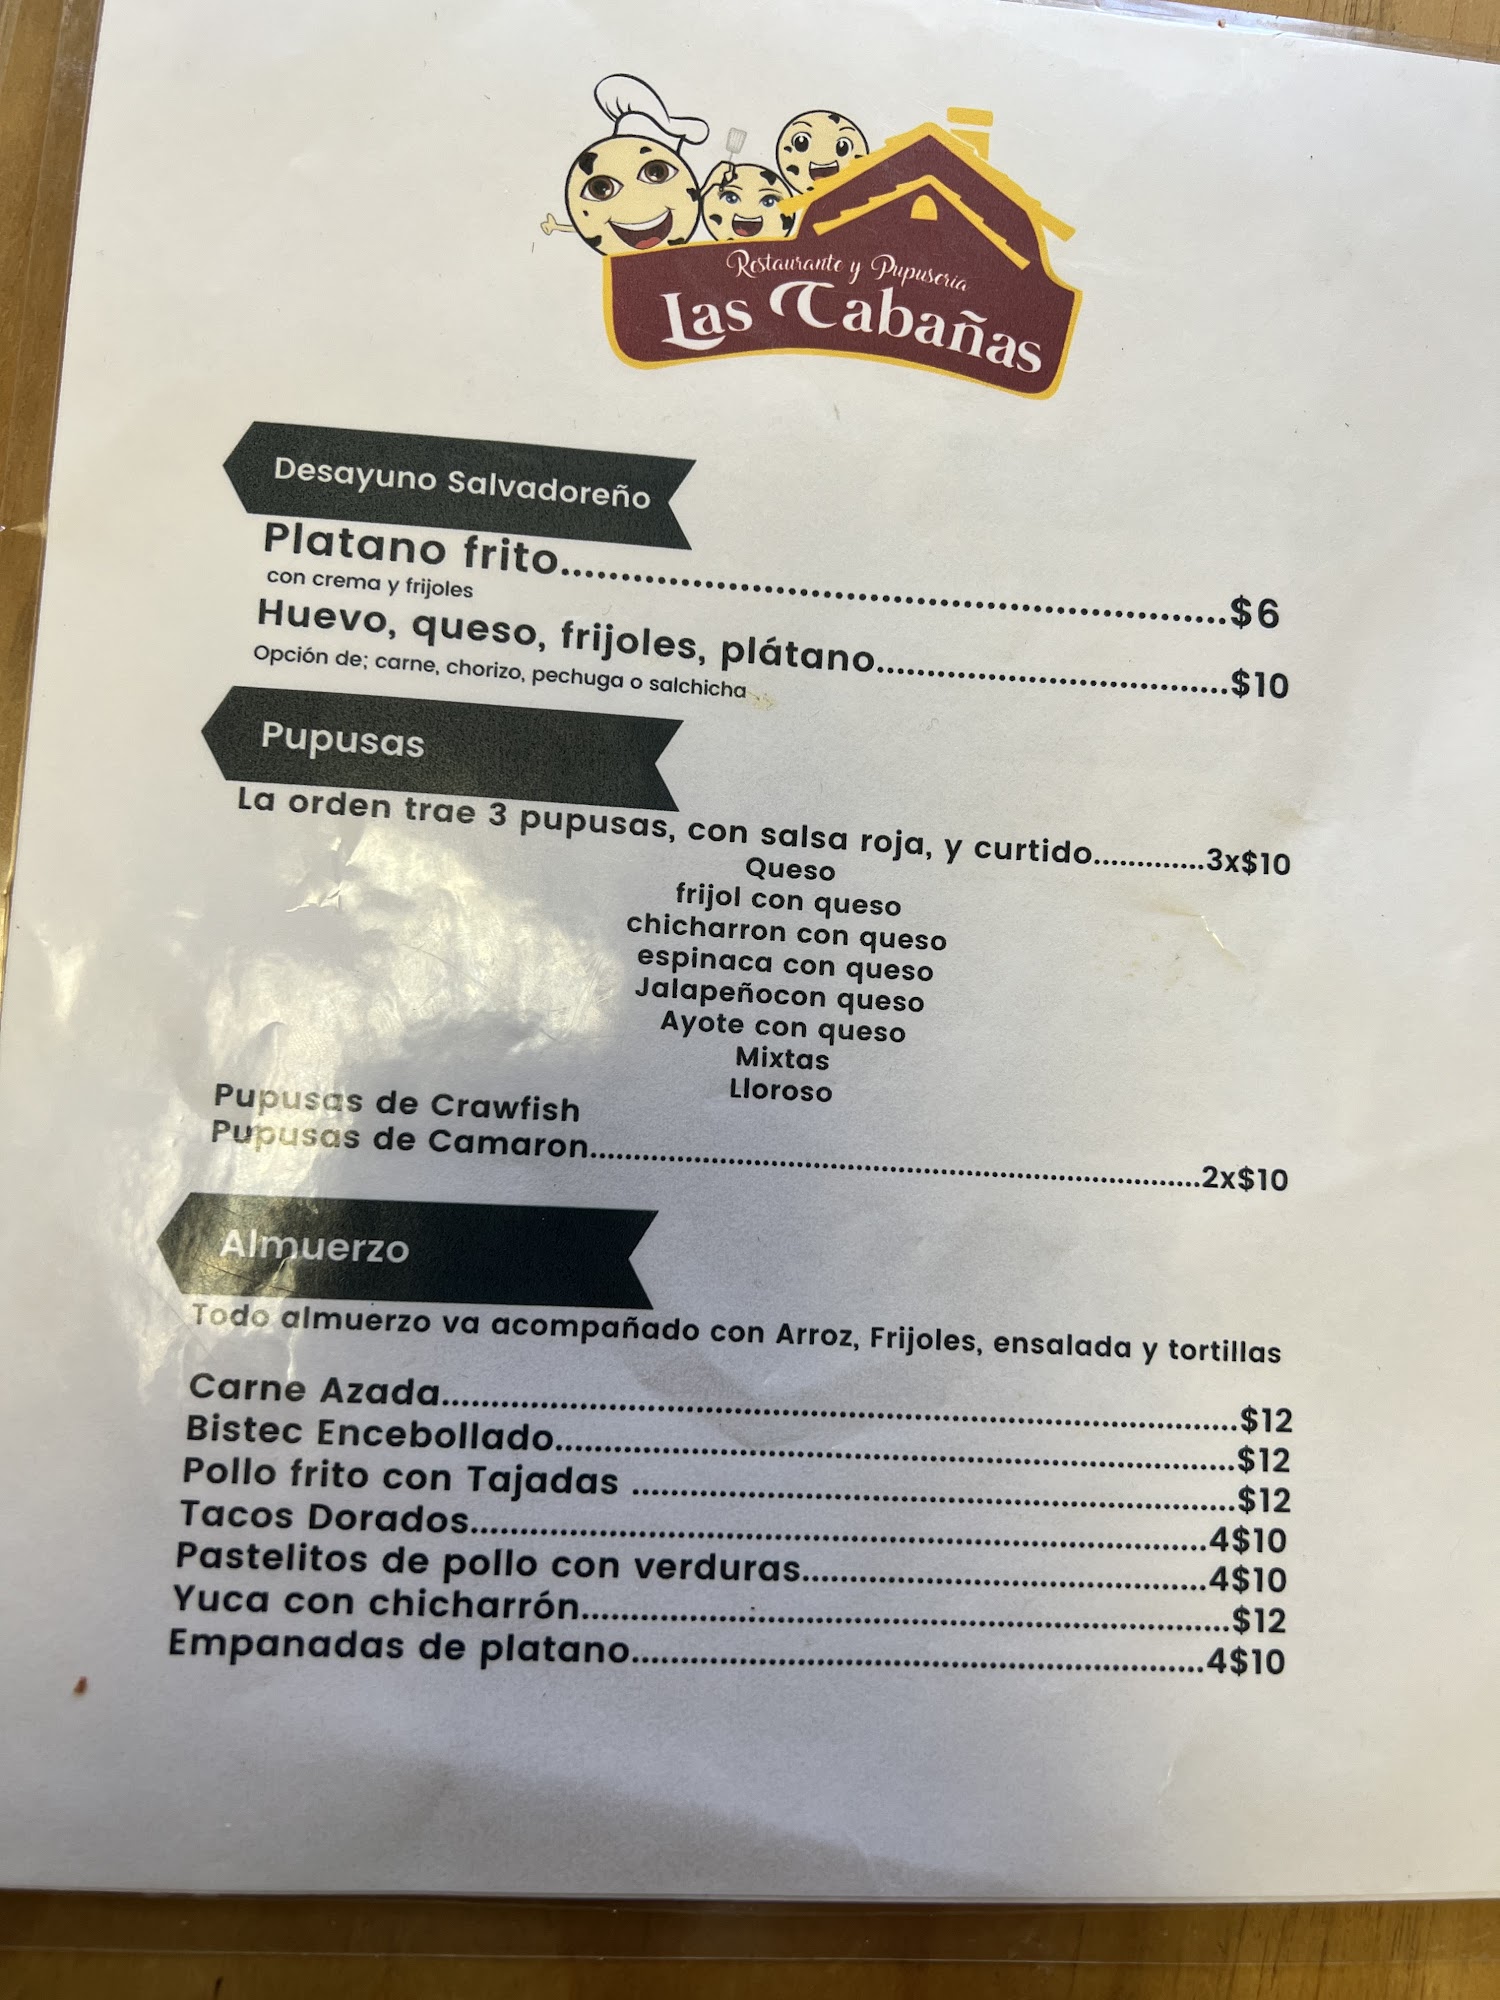 Restaurante y Pupuseria
Las Cabañas
Desayuno Salvadoreño
Platano frito..........................................................$6
con crema y frijoles
Huevo, queso, frijoles, plátano....................................$10
Opción de; carne, chorizo, pechuga o salchicha
Pupusas
La orden trae 3 pupusas, con salsa roja, y curtido.............3x$10
Queso
frijol con queso
chicharron con queso
espinaca con queso
Jalapeñocon queso
Ayote con queso
Mixtas
Lloroso
Pupusas de Crawfish
Pupusas de Camaron......................................................................2x$10
Almuerzo
Todo almuerzo va acompañado con Arroz, Frijoles, ensalada y tortillas
Carne Azada................................................................................$12
Bistec Encebollado....................................................................$12
Pollo frito con Tajadas .............................................................$12
Tacos Dorados..........................................................................4$10
Pastelitos de pollo con verduras........................................4$10
Yuca con chicharrón.................................................................$12
Empanadas de platano.........................................................4$10